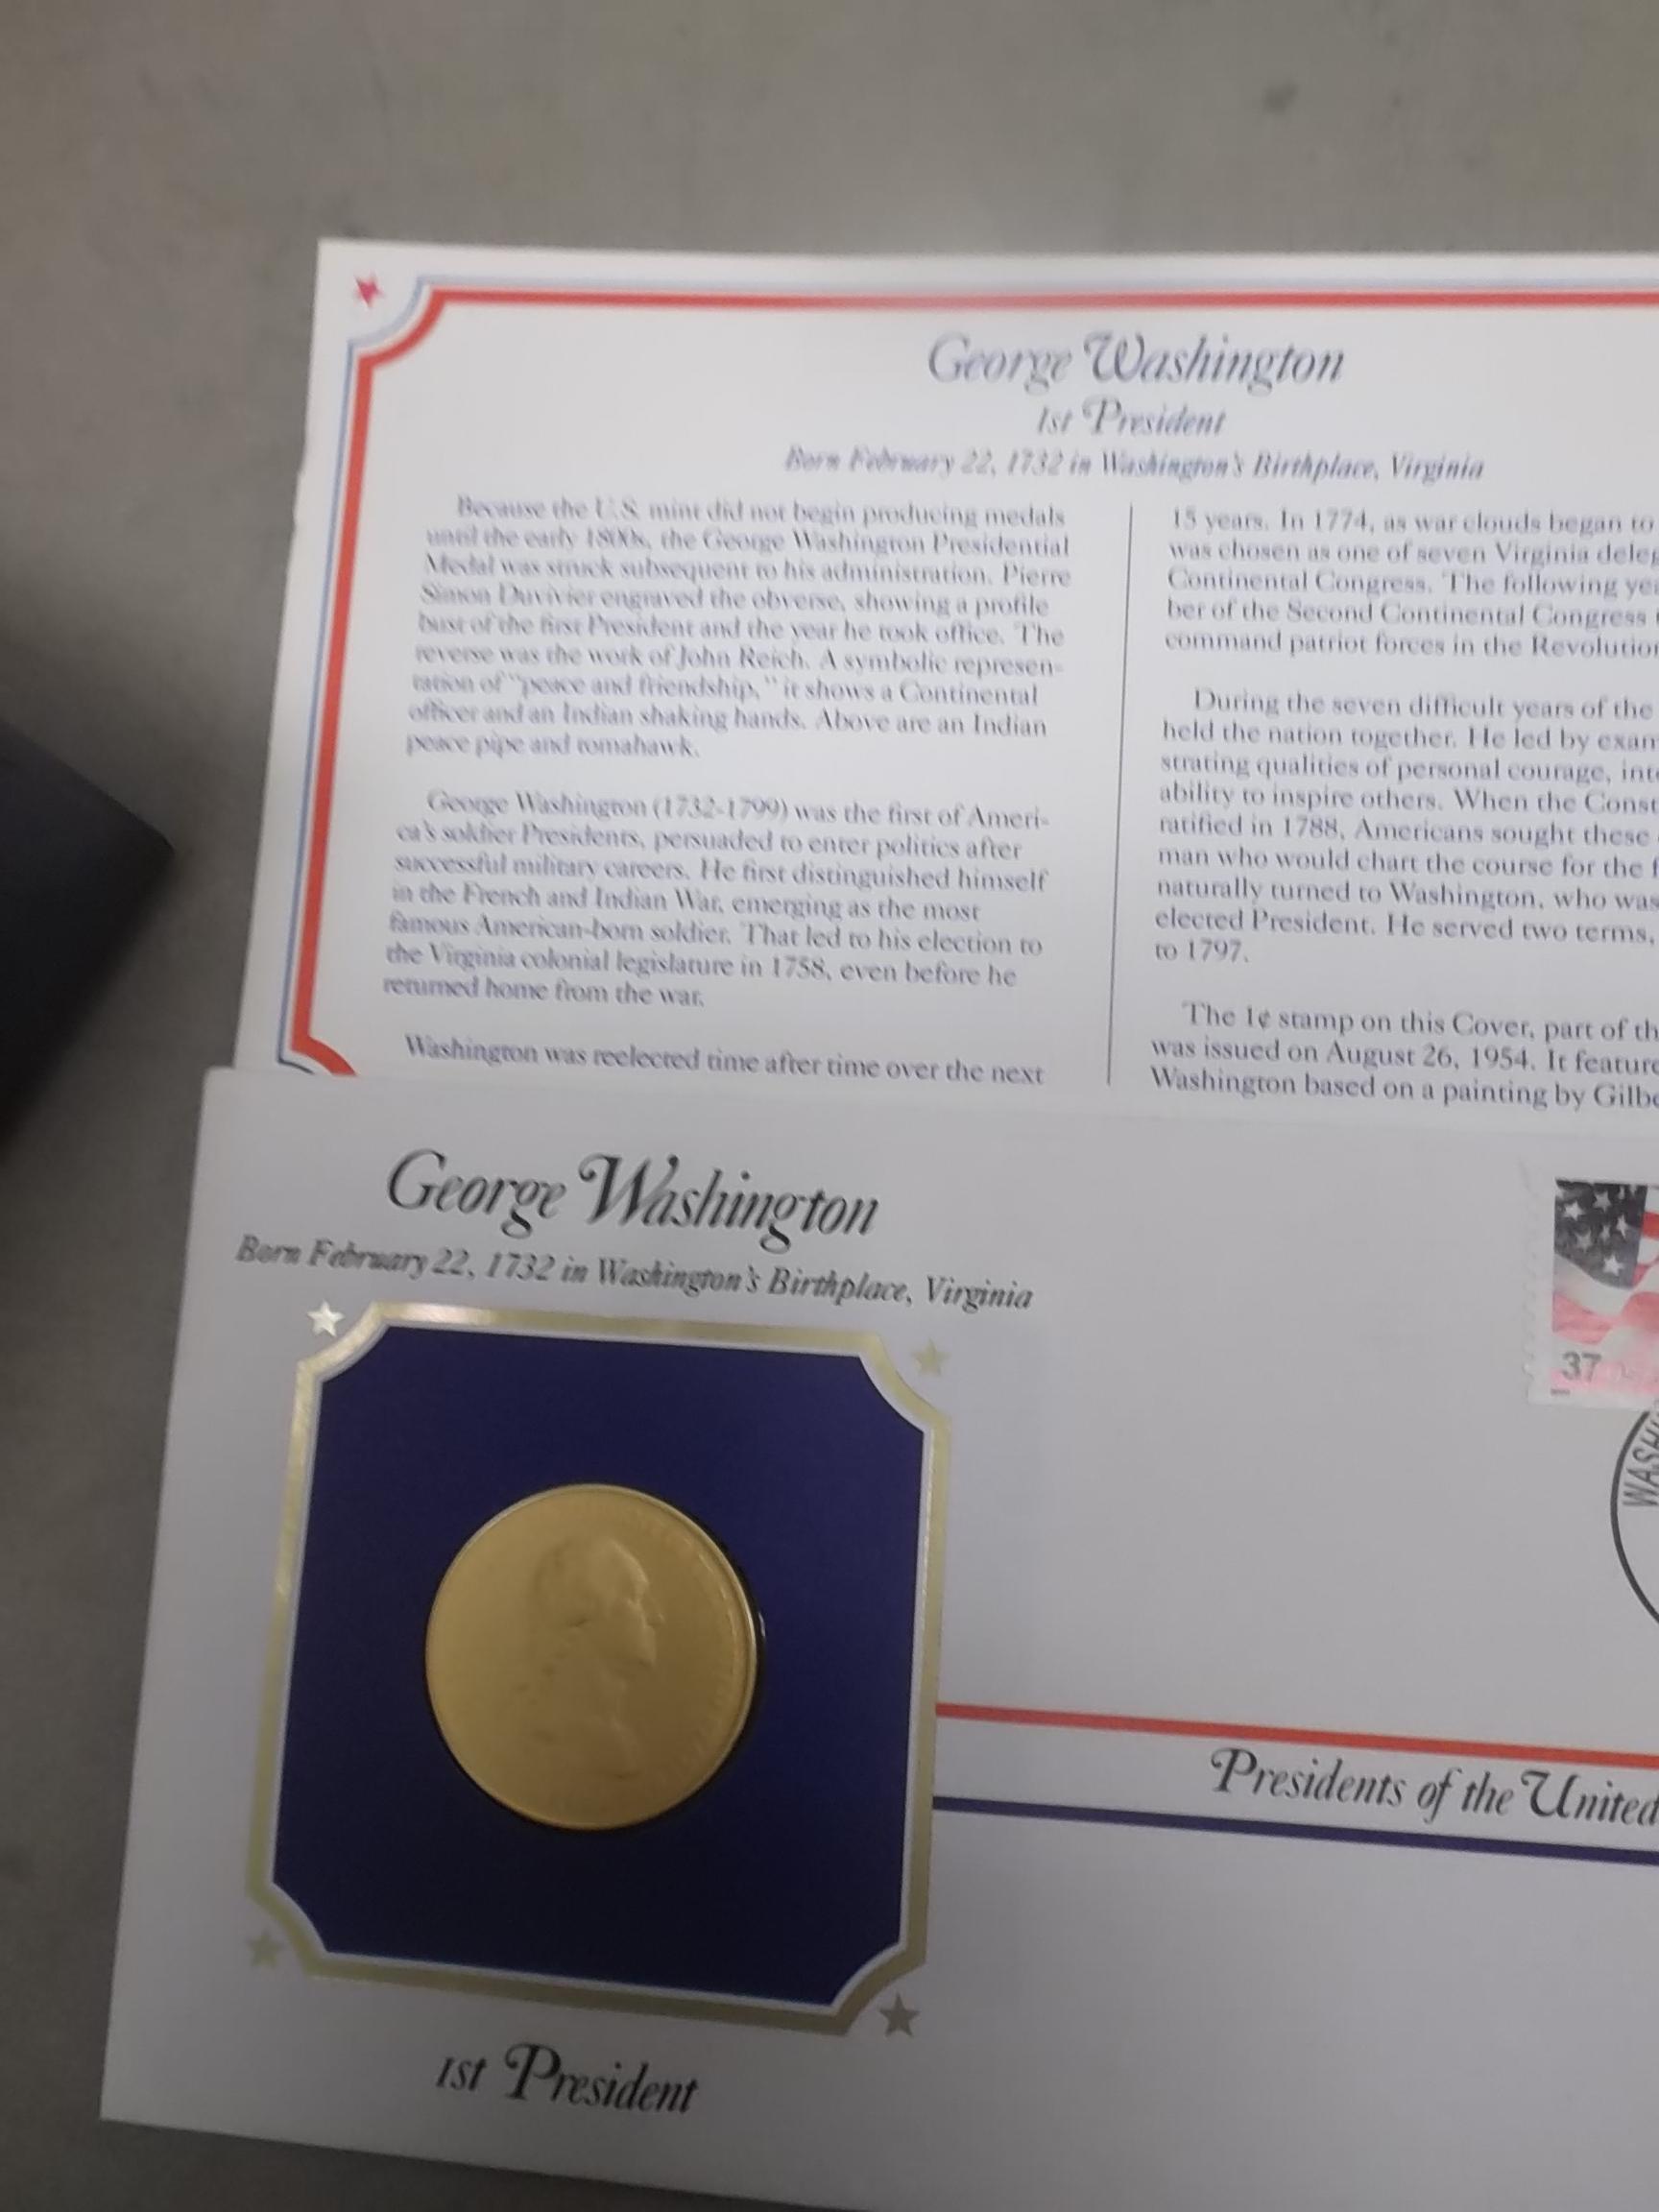 George Washington
1st President
Born February 22, 1732 in Washington's Birthplace, Virginia
Because the U.S. mint did not begin producing medals
until the early 1800s, the George Washington Presidential
Medal was struck subsequent to his administration. Pierre
Simon Duvivier engraved the obverse, showing a profile
bust of the first President and the year he took office. The
reverse was the work of John Reich. A symbolic represen-
tation of "peace and friendship," it shows a Continental
officer and an Indian shaking hands. Above are an Indian
peace pipe and tomahawk.
George Washington (1732-1799) was the first of Ameri-
ca's soldier Presidents, persuaded to enter politics after
successful military careers. He first distinguished himself
in the French and Indian War, emerging as the most
famous American-born soldier. That led to his election to
the Virginia colonial legislature in 1758, even before he
returned home from the war.
Washington was reelected time after time over the next
15 years. In 1774, as war clouds began to
was chosen as one of seven Virginia deleg
Continental Congress. The following yea
ber of the Second Continental Congress
command patriot forces in the Revolution
During the seven difficult years of the
held the nation together. He led by exam
strating qualities of personal courage, inte
ability to inspire others. When the Const
ratified in 1788, Americans sought these
man who would chart the course for the f
naturally turned to Washington, who was
elected President. He served two terms,
to 1797.
The 1¢ stamp on this Cover, part of th
was issued on August 26, 1954. It feature
Washington based on a painting by Gilbe
George Washington
Born February 22, 1732 in Washington's Birthplace, Virginia
37
WASHI
Presidents of the United
1st President